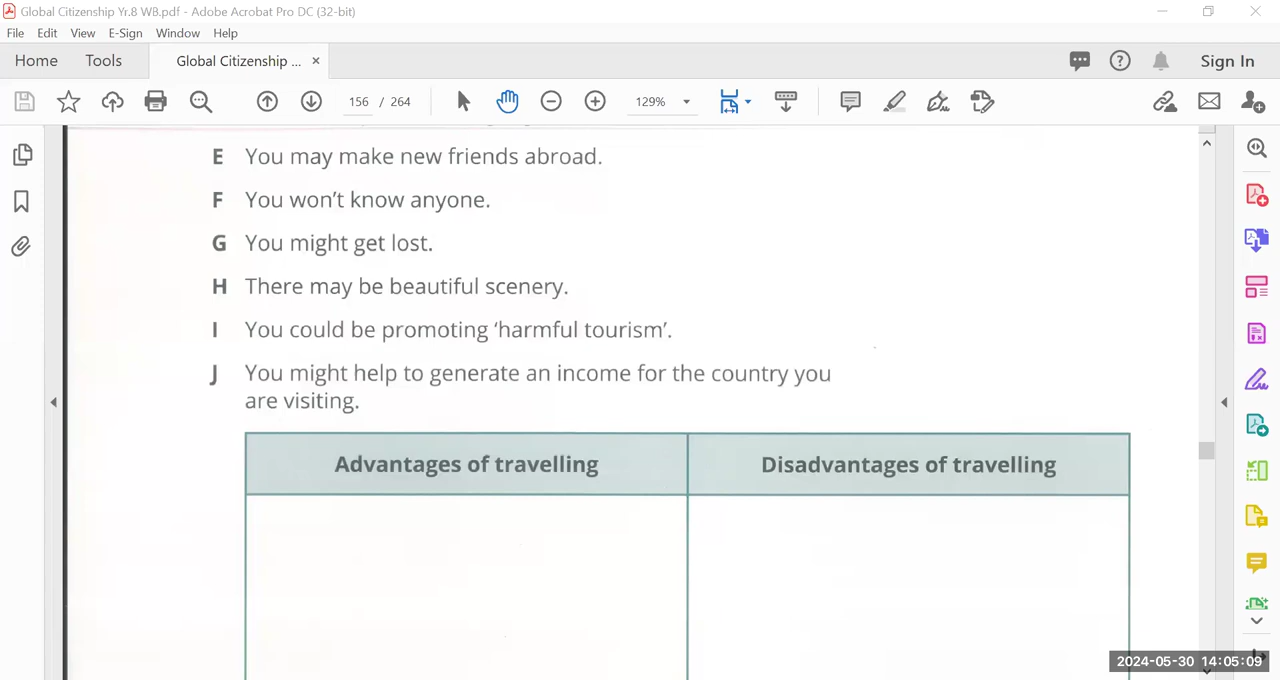 Global Citizenship Yr.8 WB.pdf - Adobe Acrobat Pro DC (32-bit)
File Edit View E-Sign Window Help
Home Tools Global Citizenship ... × Sign In
156 / 264 129%
E You may make new friends abroad.
F You won't know anyone.
G You might get lost.
H There may be beautiful scenery.
I You could be promoting 'harmful tourism'.
J You might help to generate an income for the country you
are visiting.
Advantages of travelling Disadvantages of travelling
2024-05-30 14:05:09